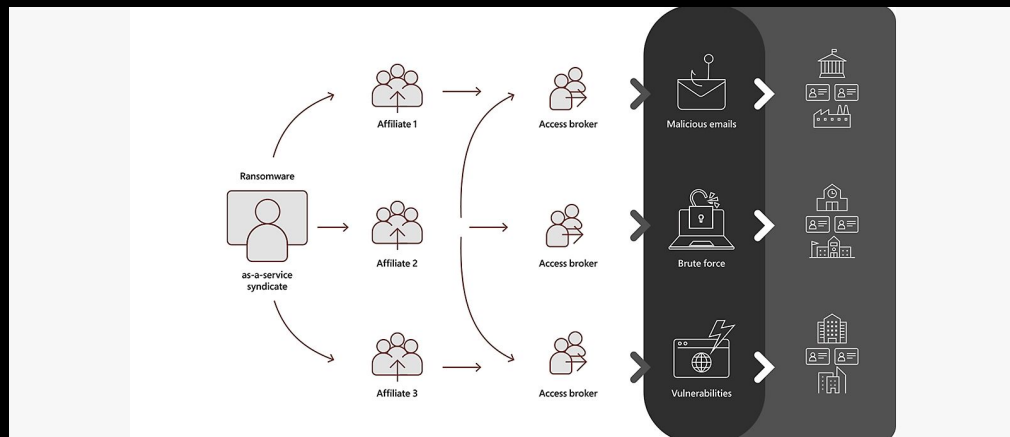 Affiliate 1
Access broker
Malicious emails
Ransomware
as-a-service
syndicate
Affiliate 2
Access broker
Brute force
Affiliate 3
Access broker
Vulnerabilities